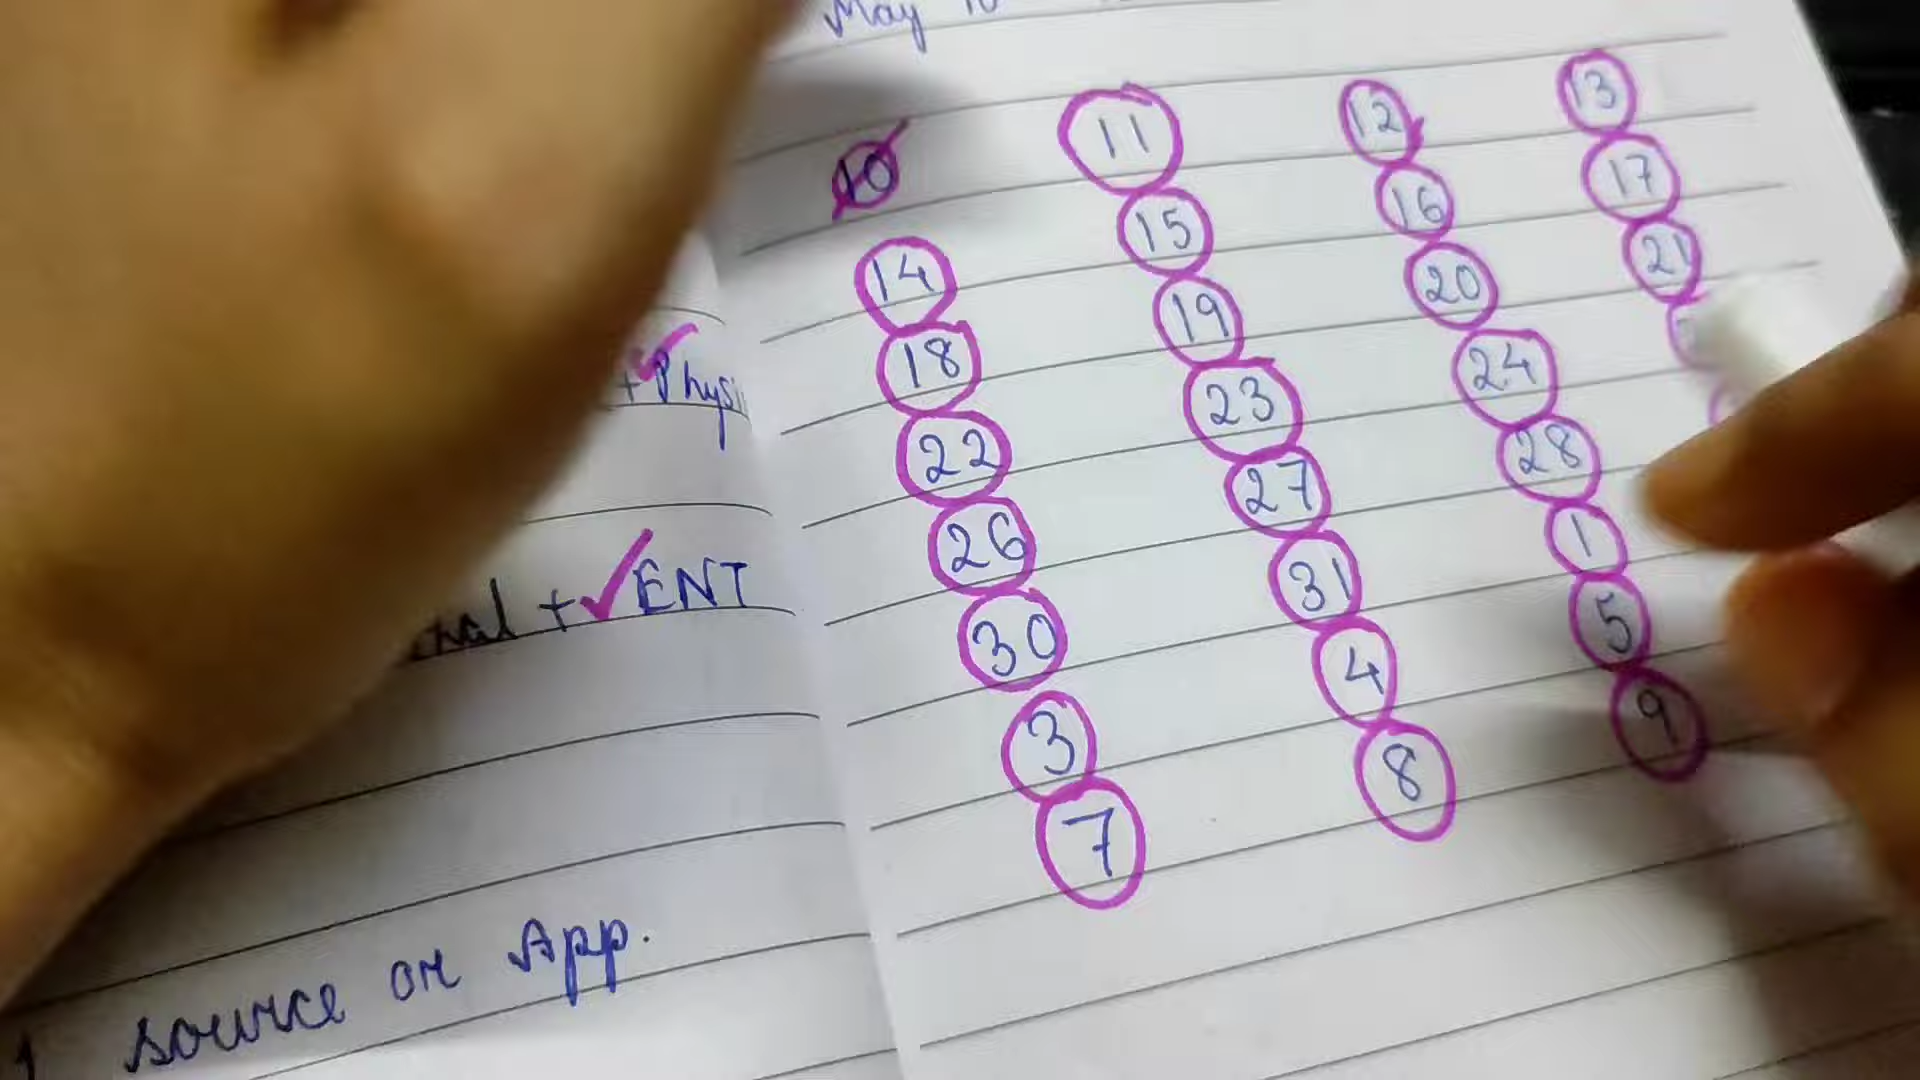 May 10
10 11 12 13
14 15 16 17
18 19 20 21
22 23 24
26 27 28
30 31 1
3 4 5
7 8 9
+ Physi
+ ENT
source or App.